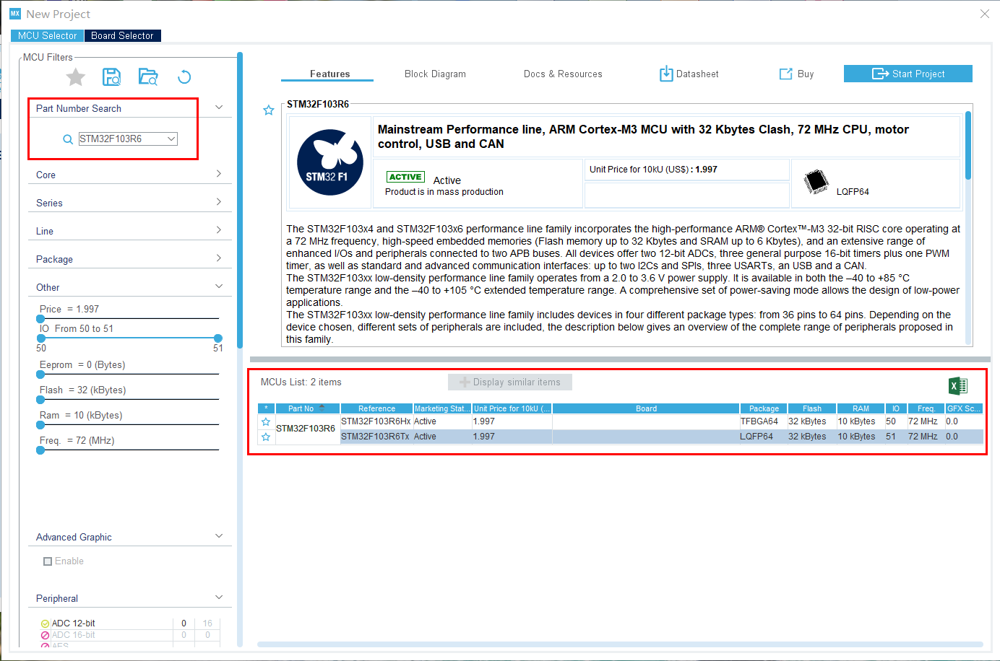 MX New Project
MCU Selector Board Selector
MCU Filters
Part Number Search
STM32F103R6
Core
Series
Line
Package
Other
Price = 1.997
IO From 50 to 51
50 51
Eeprom = 0 (Bytes)
Flash = 32 (kBytes)
Ram = 10 (kBytes)
Freq. = 72 (MHz)
Advanced Graphic
Enable
Peripheral
ADC 12-bit 0 16
ADC 16-bit 0 0
AES
Features Block Diagram Docs & Resources Datasheet Buy Start Project
STM32F103R6
STM32 F1
Mainstream Performance line, ARM Cortex-M3 MCU with 32 Kbytes Clash, 72 MHz CPU, motor
control, USB and CAN
ACTIVE Active
Product is in mass production
Unit Price for 10kU (US$) : 1.997
LQFP64
The STM32F103x4 and STM32F103x6 performance line family incorporates the high-performance ARM® Cortex™-M3 32-bit RISC core operating at
a 72 MHz frequency, high-speed embedded memories (Flash memory up to 32 Kbytes and SRAM up to 6 Kbytes), and an extensive range of
enhanced I/Os and peripherals connected to two APB buses. All devices offer two 12-bit ADCs, three general purpose 16-bit timers plus one PWM
timer, as well as standard and advanced communication interfaces: up to two I2Cs and SPIs, three USARTs, an USB and a CAN.
The STM32F103xx low-density performance line family operates from a 2.0 to 3.6 V power supply. It is available in both the –40 to +85 °C
temperature range and the –40 to +105 °C extended temperature range. A comprehensive set of power-saving mode allows the design of low-power
applications.
The STM32F103xx low-density performance line family includes devices in four different package types: from 36 pins to 64 pins. Depending on the
device chosen, different sets of peripherals are included, the description below gives an overview of the complete range of peripherals proposed in
this family.
MCUs List: 2 items
Display similar items
* Part No Reference Marketing Stat... Unit Price for 10kU (... Board Package Flash RAM IO Freq. GFX Sc...
STM32F103R6
STM32F103R6Hx Active 1.997 TFBGA64 32 kBytes 10 kBytes 50 72 MHz 0.0
STM32F103R6Tx Active 1.997 LQFP64 32 kBytes 10 kBytes 51 72 MHz 0.0